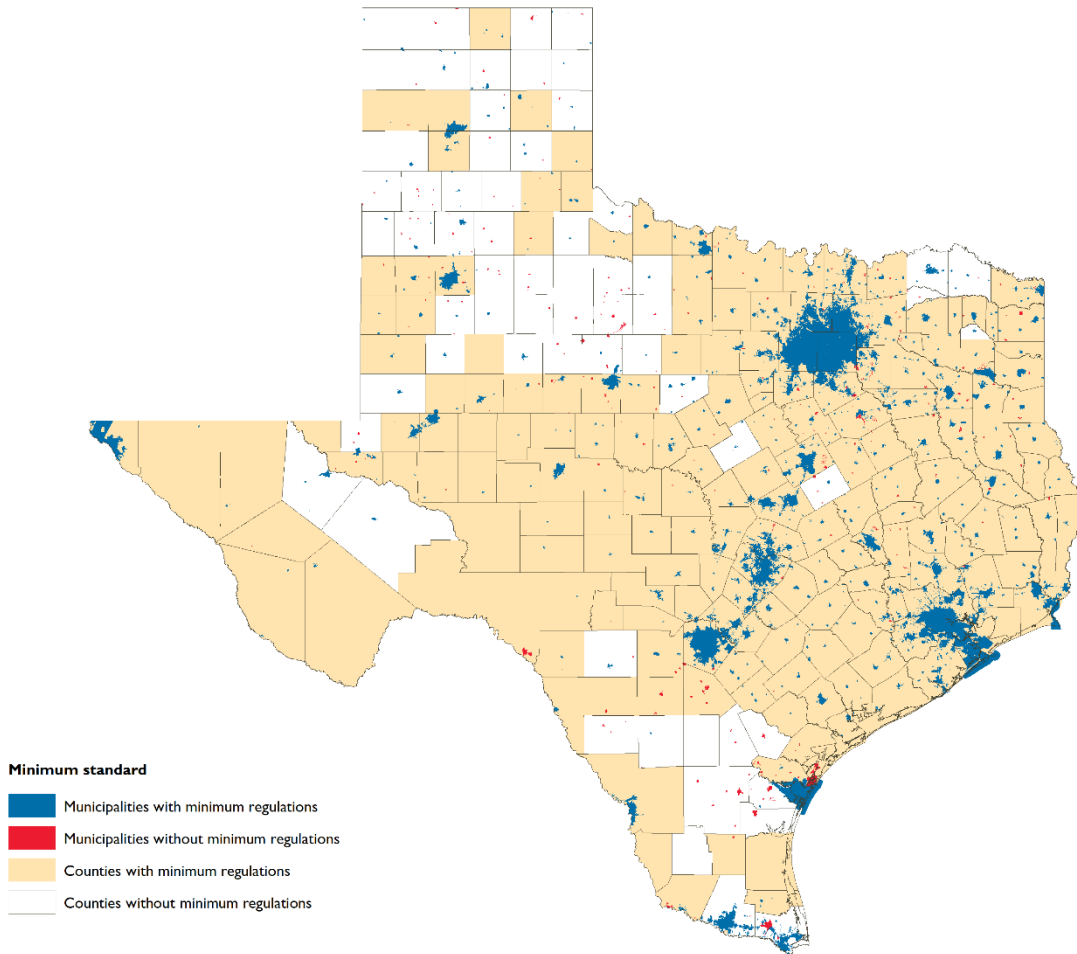 Minimum standard
Municipalities with minimum regulations
Municipalities without minimum regulations
Counties with minimum regulations
Counties without minimum regulations